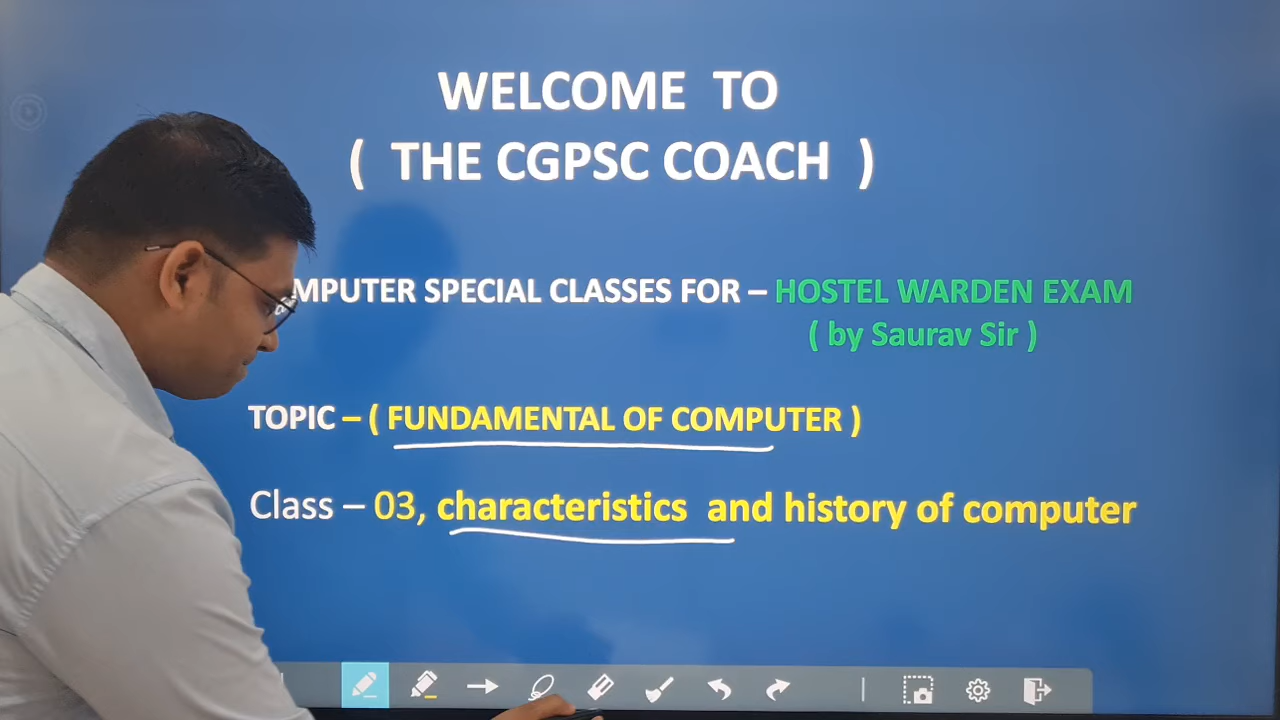 WELCOME TO
( THE CGPSC COACH )
MPUTER SPECIAL CLASSES FOR – HOSTEL WARDEN EXAM
( by Saurav Sir )
TOPIC – ( FUNDAMENTAL OF COMPUTER )
Class – 03, characteristics and history of computer